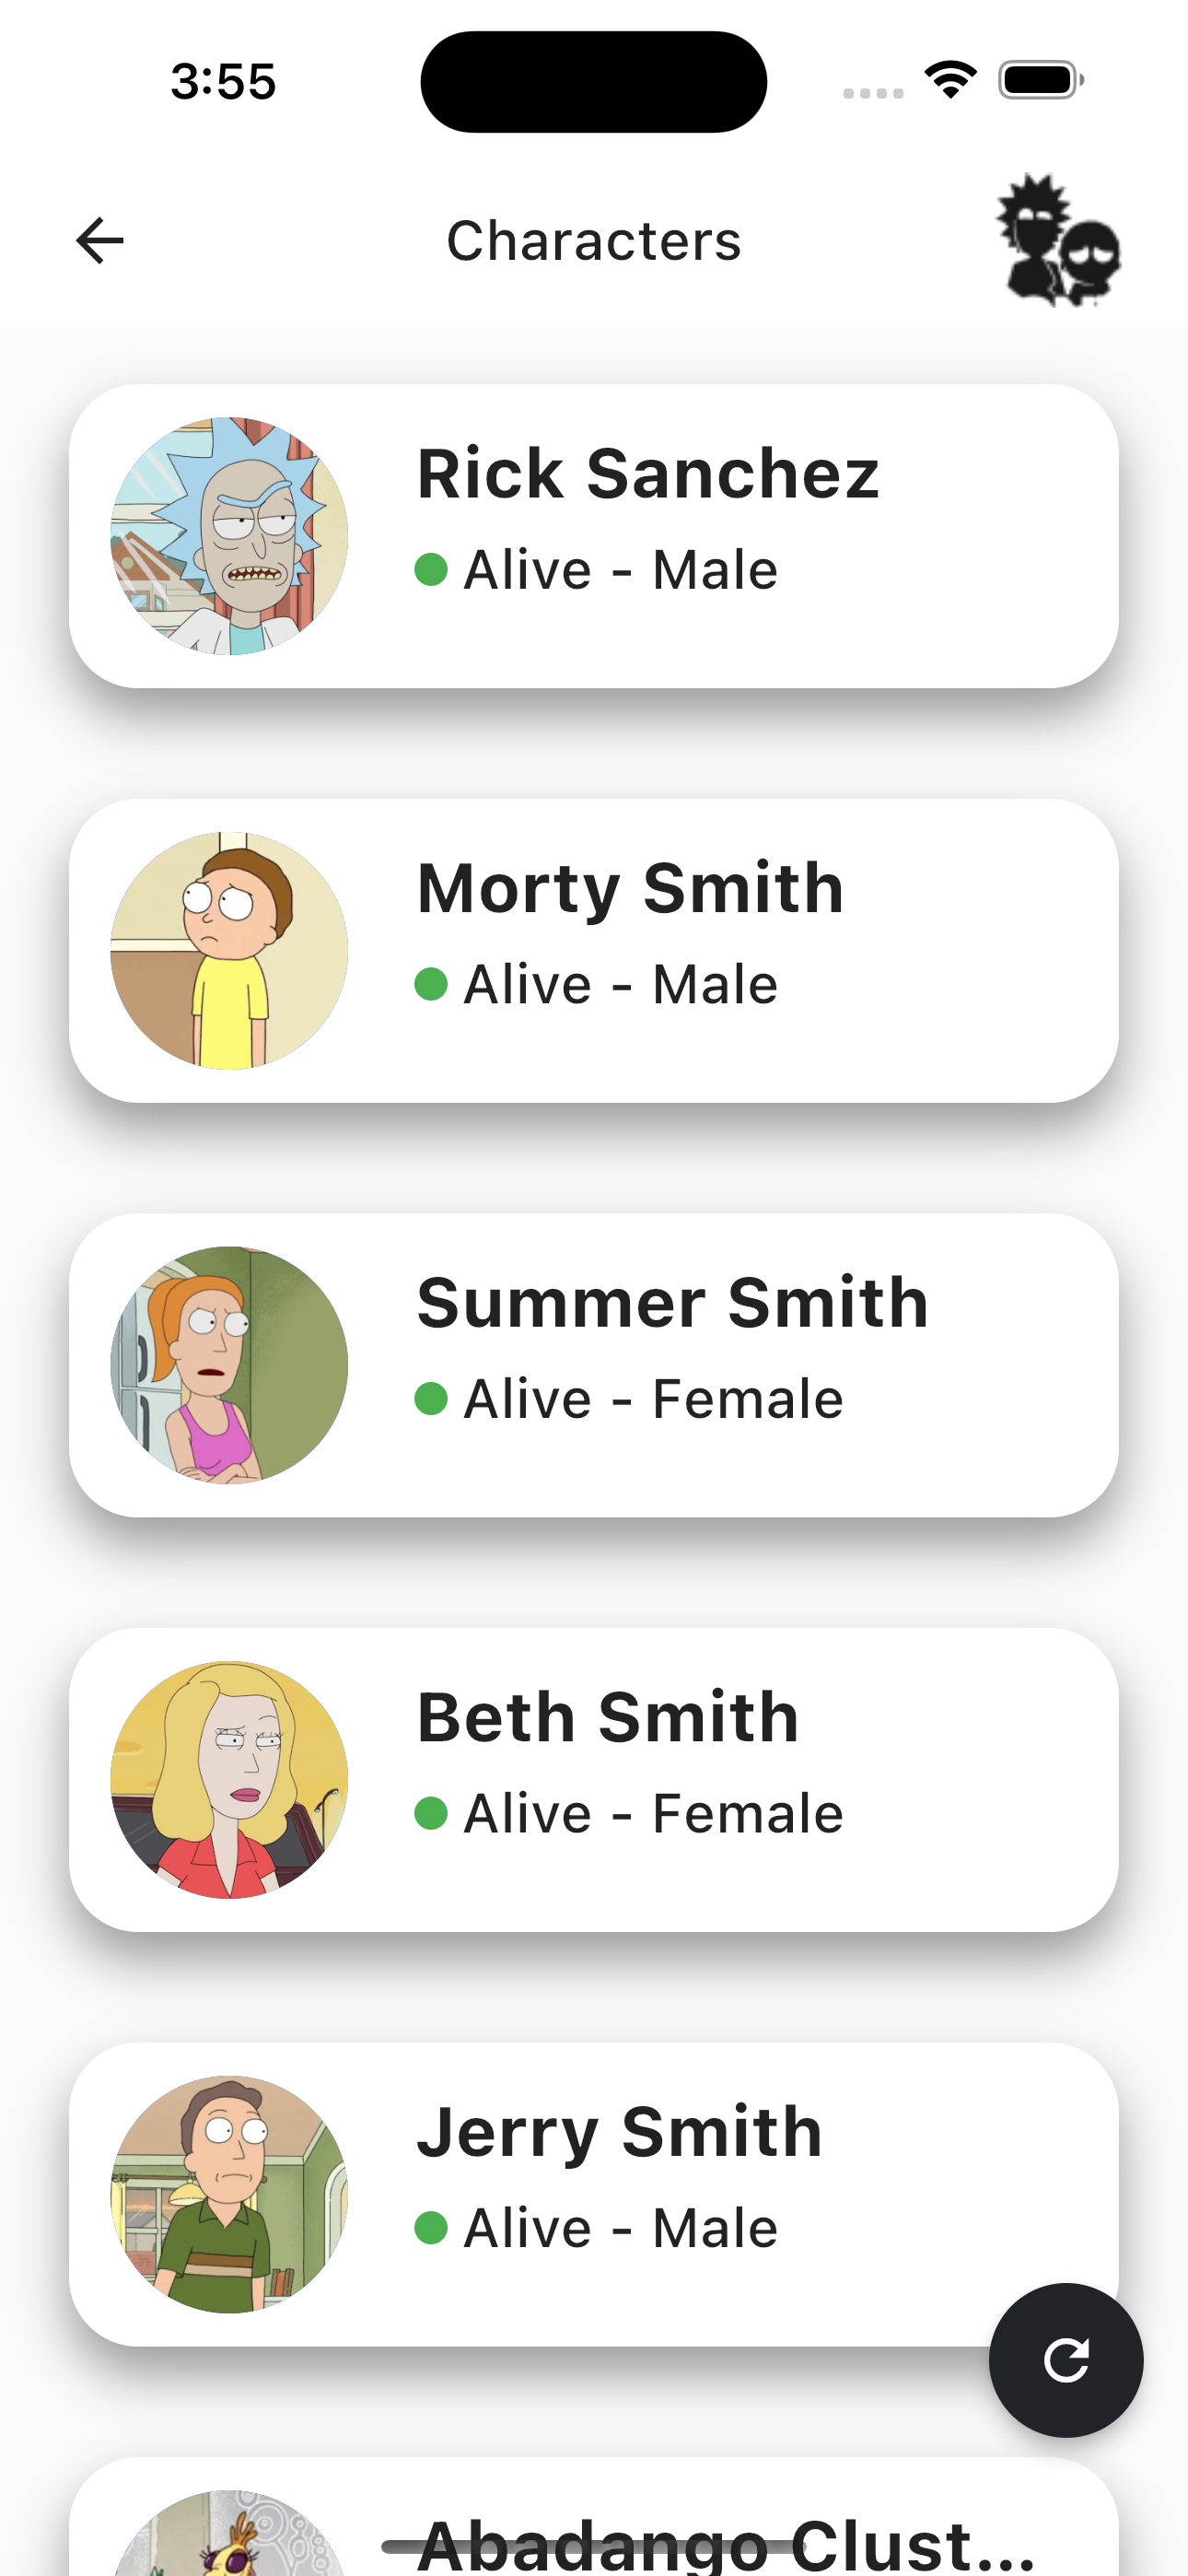 3:55
Characters
Rick Sanchez
Alive - Male
Morty Smith
Alive - Male
Summer Smith
Alive - Female
Beth Smith
Alive - Female
Jerry Smith
Alive - Male
Abadango Clust...